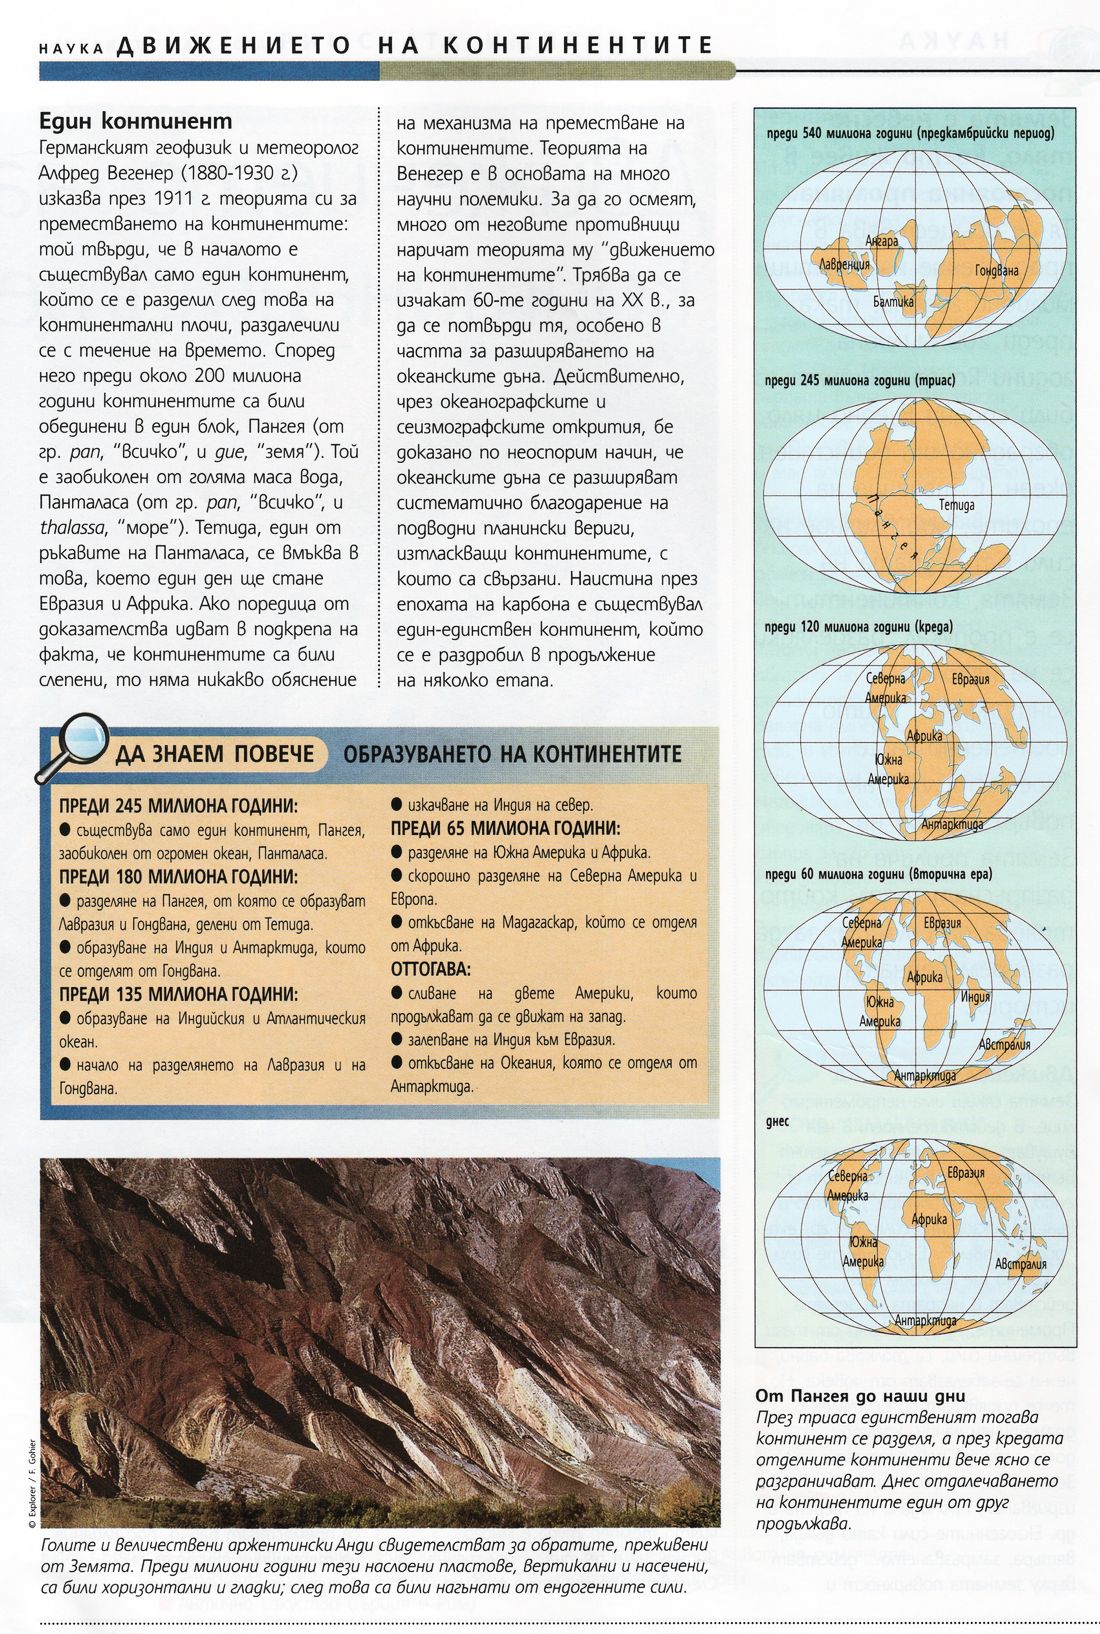 НАУКА ДВИЖЕНИЕТО НА КОНТИНЕНТИТЕ
Един континент
Германският геофизик и метеоролог
Алфред Вегенер (1880-1930 г.)
изказва през 1911 г. теорията си за
преместването на континентите:
той твърди, че в началото е
съществувал само един континент,
който се е разделил след това на
континентални плочи, раздалечили
се с течение на времето. Според
него преди около 200 милиона
години континентите са били
обединени в един блок, Пангея (от
гр. pan, "всичко", и gue, "земя"). Той
е заобиколен от голяма маса вода,
Панталаса (от гр. pan, "всичко", и
thalassa, "море"). Тетида, един от
ръкавите на Панталаса, се вмъква в
това, което един ден ще стане
Евразия и Африка. Ако поредица от
доказателства идват в подкрепа на
факта, че континентите са били
слепени, то няма никакво обяснение
на механизма на преместване на
континентите. Теорията на
Венегер е в основата на много
научни полемики. За да го осмеят,
много от неговите противници
наричат теорията му "движението
на континентите". Трябва да се
изчакат 60-те години на XX в., за
да се потвърди тя, особено в
частта за разширяването на
океанските дъна. Действително,
чрез океанографските и
сеизмографските открития, бе
доказано по неоспорим начин, че
океанските дъна се разширяват
систематично благодарение на
подводни планински вериги,
изтласкващи континентите, с
които са свързани. Наистина през
епохата на карбона е съществувал
един-единствен континент, който
се е раздробил в продължение
на няколко етапа.
ДА ЗНАЕМ ПОВЕЧЕ ОБРАЗУВАНЕТО НА КОНТИНЕНТИТЕ
ПРЕДИ 245 МИЛИОНА ГОДИНИ:
● съществува само един континент, Пангея,
заобиколен от огромен океан, Панталаса.
ПРЕДИ 180 МИЛИОНА ГОДИНИ:
● разделяне на Пангея, от която се образуват
Лавразия и Гондвана, делени от Тетида.
● образуване на Индия и Антарктида, които
се отделят от Гондвана.
ПРЕДИ 135 МИЛИОНА ГОДИНИ:
● образуване на Индийския и Атлантическия
океан.
● начало на разделянето на Лавразия и на
Гондвана.
● изкачване на Индия на север.
ПРЕДИ 65 МИЛИОНА ГОДИНИ:
● разделяне на Южна Америка и Африка.
● скорошно разделяне на Северна Америка и
Европа.
● откъсване на Мадагаскар, който се отделя
от Африка.
ОТТОГАВА:
● сливане на двете Америки, които
продължават да се движат на запад.
● залепване на Индия към Евразия.
● откъсване на Океания, която се отделя от
Антарктида.
© Explorer / F. Gohier
Голите и величествени аржентински Анди свидетелстват за обратите, преживени
от Земята. Преди милиони години тези наслоени пластове, вертикални и насечени,
са били хоризонтални и гладки; след това са били нагънати от ендогенните сили.
преди 540 милиона години (предкамбрийски период)
Ангара
Лавренция
Гондвана
Балтика
преди 245 милиона години (триас)
Пангея
Тетида
преди 120 милиона години (креда)
Северна
Америка
Евразия
Африка
Южна
Америка
Антарктида
преди 60 милиона години (вторична ера)
Северна
Америка
Евразия
Африка
Южна
Америка
Индия
Австралия
Антарктида
днес
Северна
Америка
Евразия
Африка
Южна
Америка
Австралия
Антарктида
От Пангея до наши дни
През триаса единственият тогава
континент се разделя, а през кредата
отделните континенти вече ясно се
разграничават. Днес отдалечаването
на континентите един от друг
продължава.